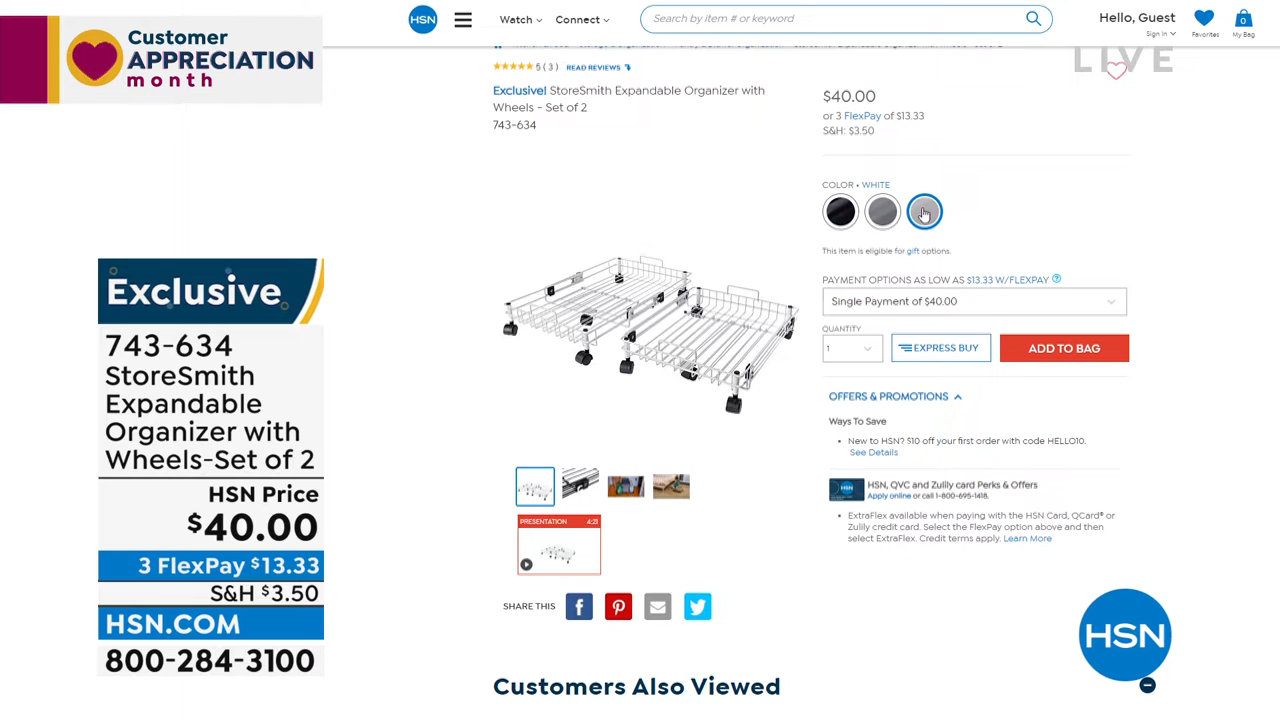 Customer
APPRECIATION
month
HSN
Watch
Connect
Search by item # or keyword
Hello, Guest
Sign in
Favorites
0
My Bag
LIVE
5 ( 3 ) READ REVIEWS
Exclusive! StoreSmith Expandable Organizer with
Wheels - Set of 2
743-634
$40.00
or 3 FlexPay of $13.33
S&H: $3.50
COLOR • WHITE
This item is eligible for gift options.
PAYMENT OPTIONS AS LOW AS $13.33 W/FLEXPAY ?
Single Payment of $40.00
QUANTITY
1
EXPRESS BUY
ADD TO BAG
OFFERS & PROMOTIONS
Ways To Save
• New to HSN? $10 off your first order with code HELLO10.
See Details
HSN, QVC and Zulily card Perks & Offers
Apply online or call 1-800-695-1418.
• ExtraFlex available when paying with the HSN Card, QCard® or
Zulily credit card. Select the FlexPay option above and then
select ExtraFlex. Credit terms apply. Learn More
PRESENTATION 4:21
SHARE THIS
Customers Also Viewed
Exclusive
743-634
StoreSmith
Expandable
Organizer with
Wheels-Set of 2
HSN Price
$40.00
3 FlexPay $13.33
S&H $3.50
HSN.COM
800-284-3100
HSN